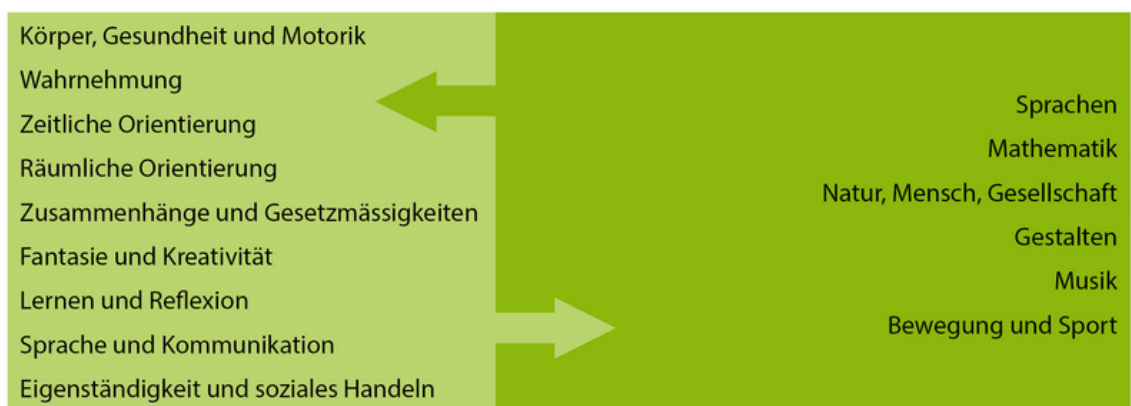 Körper, Gesundheit und Motorik
Wahrnehmung
Zeitliche Orientierung
Räumliche Orientierung
Zusammenhänge und Gesetzmässigkeiten
Fantasie und Kreativität
Lernen und Reflexion
Sprache und Kommunikation
Eigenständigkeit und soziales Handeln
Sprachen
Mathematik
Natur, Mensch, Gesellschaft
Gestalten
Musik
Bewegung und Sport